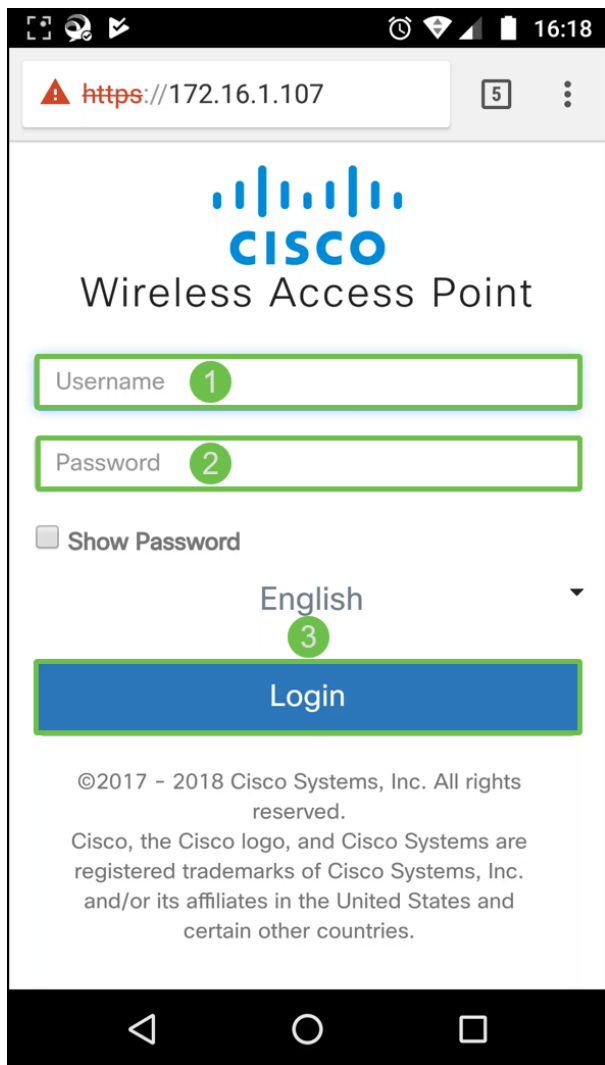 16:18
https://172.16.1.107
5
CISCO
Wireless Access Point
Username 1
Password 2
Show Password
English
3
Login
©2017 - 2018 Cisco Systems, Inc. All rights
reserved.
Cisco, the Cisco logo, and Cisco Systems are
registered trademarks of Cisco Systems, Inc.
and/or its affiliates in the United States and
certain other countries.